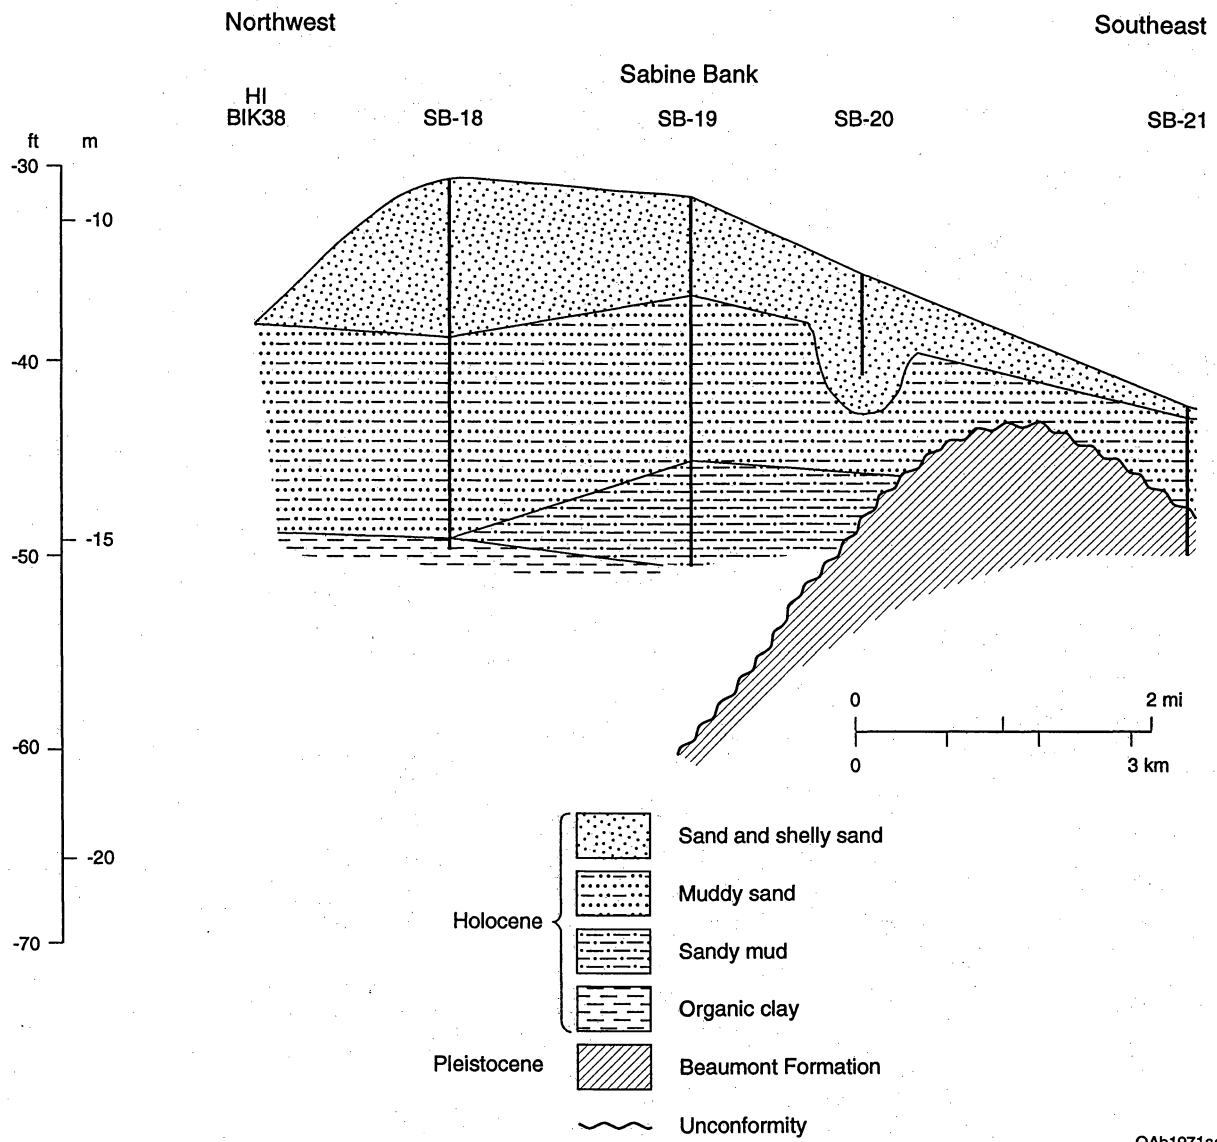 Northwest
Southeast
Sabine Bank
HI
BIK38
SB-18
SB-19
SB-20
SB-21
ft
m
-30
-10
-40
-15
-50
-60
-20
-70
0
2 mi
0
3 km
Sand and shelly sand
Muddy sand
Holocene
Sandy mud
Organic clay
Pleistocene
Beaumont Formation
Unconformity